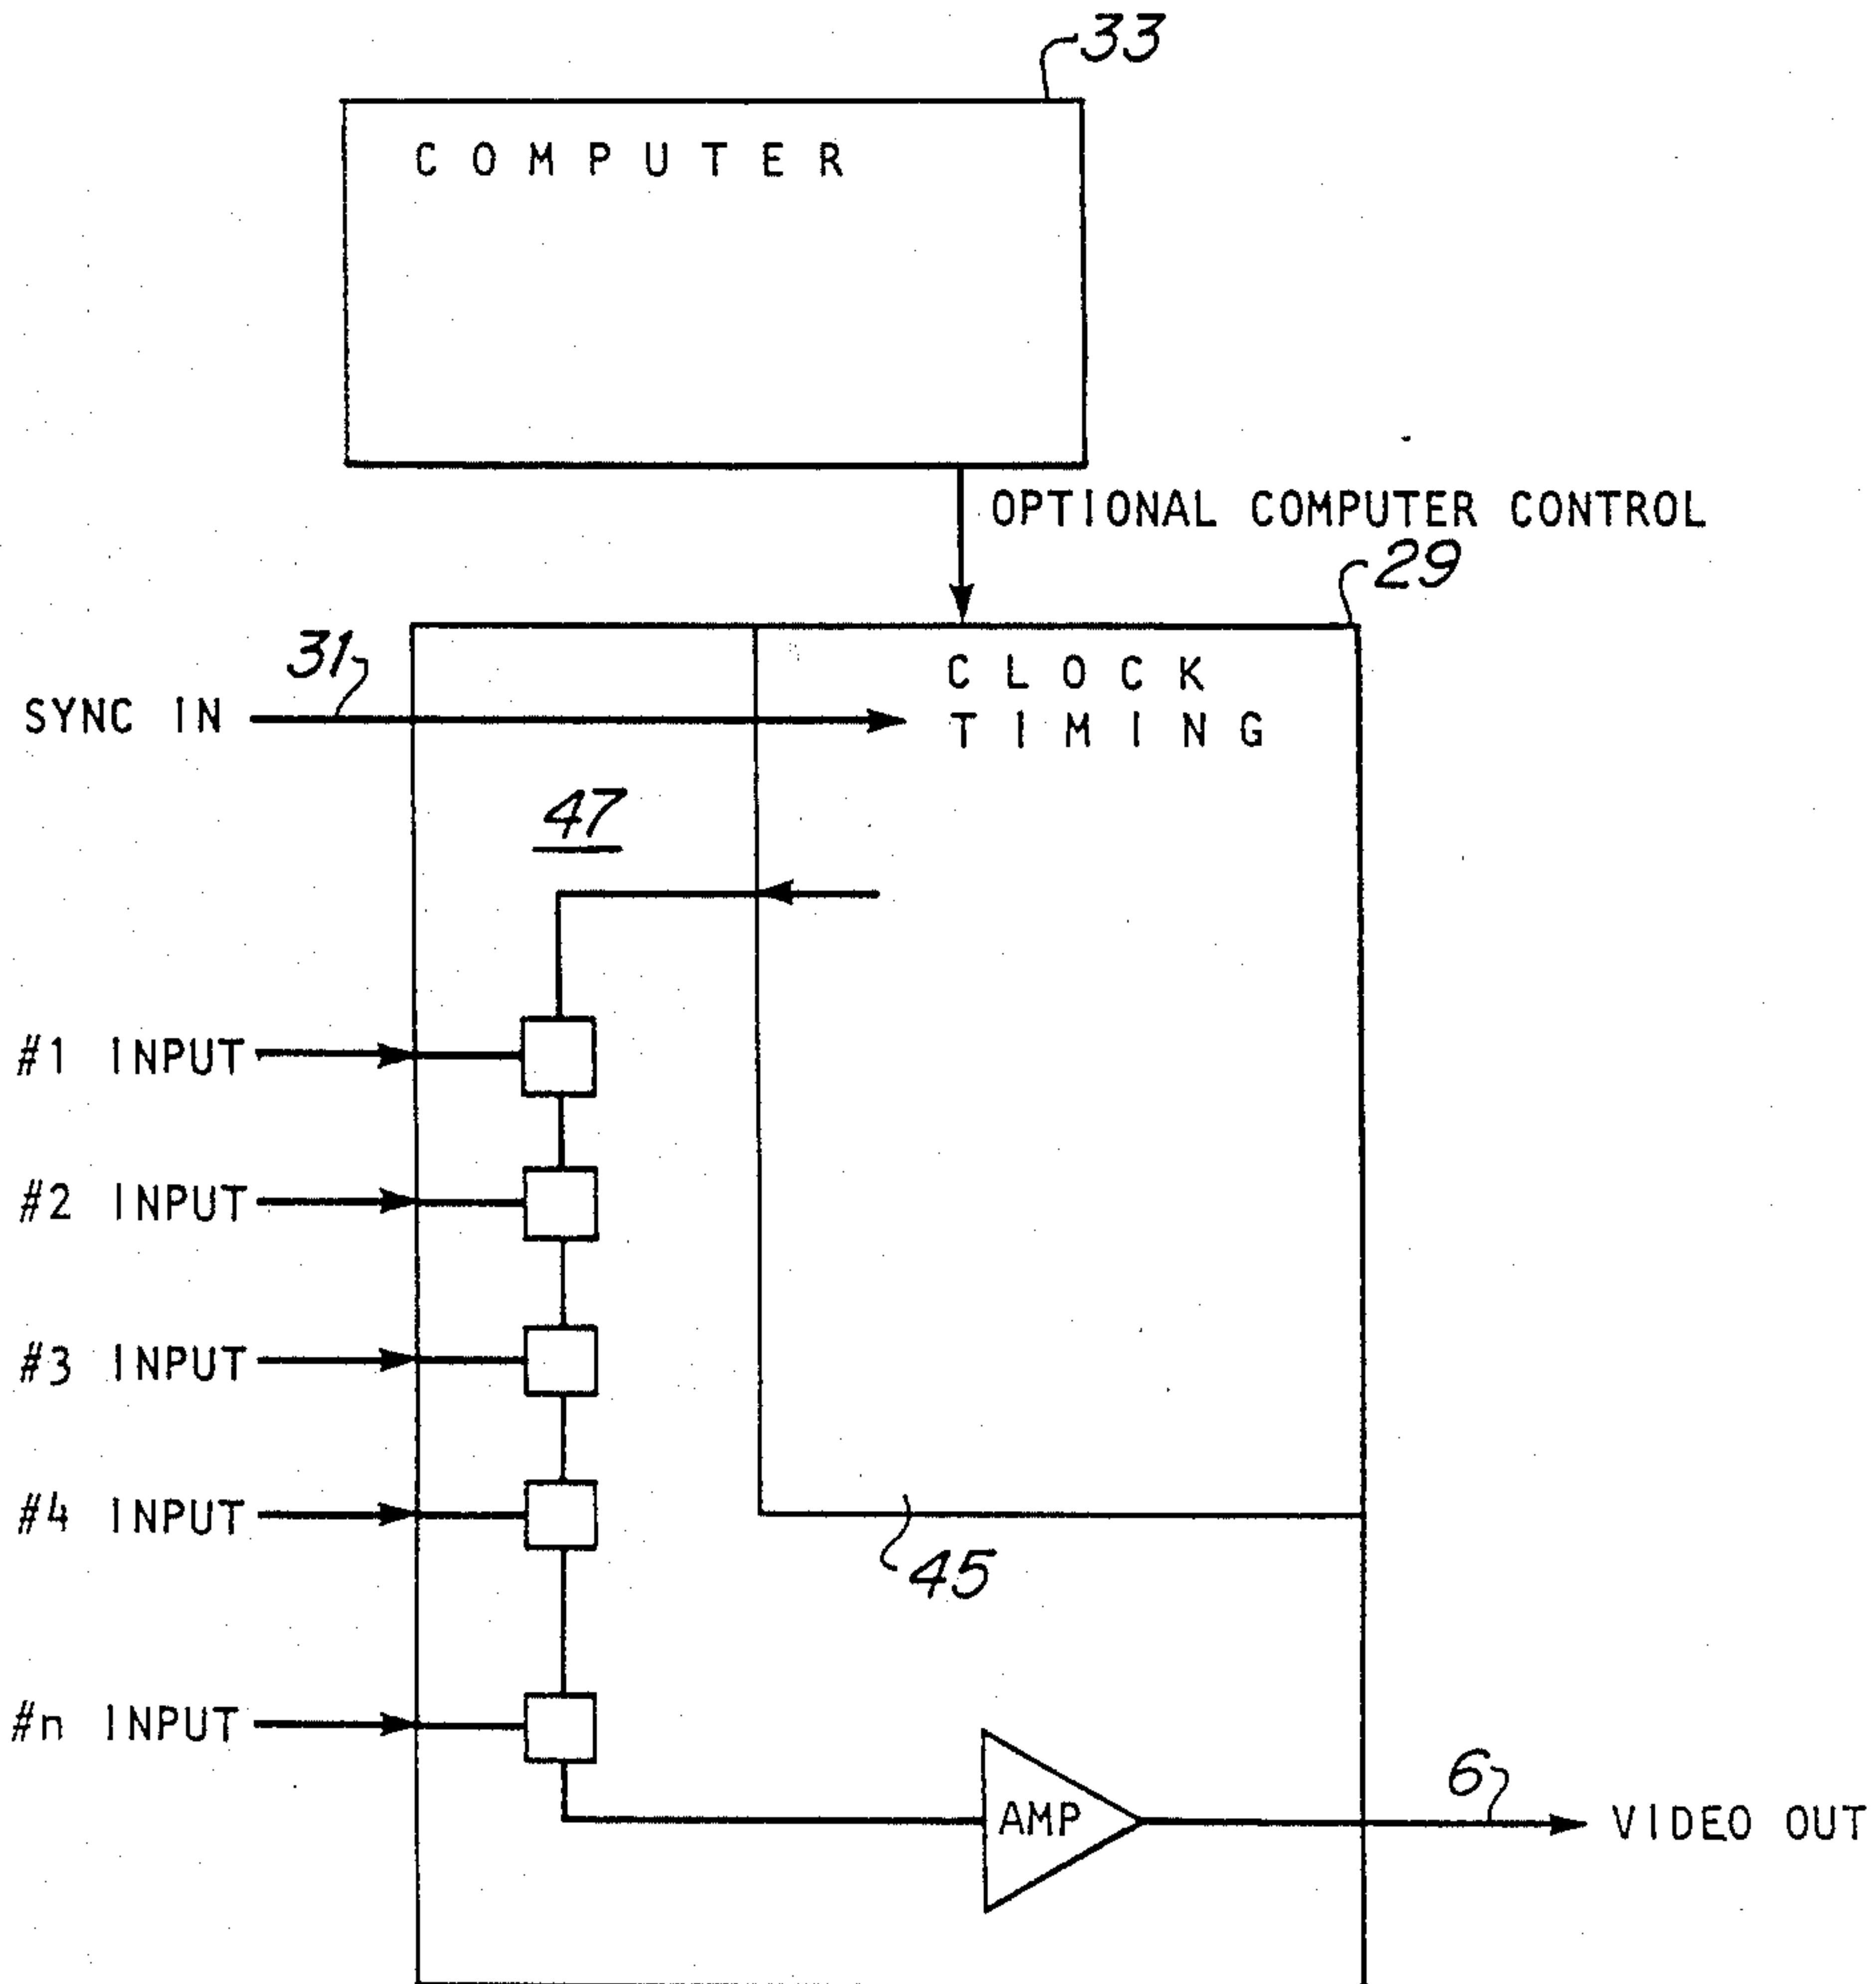 33
COMPUTER
OPTIONAL COMPUTER CONTROL
29
31
SYNC IN
CLOCK
TIMING
47
#1 INPUT
#2 INPUT
#3 INPUT
#4 INPUT
45
#n INPUT
AMP
6
VIDEO OUT